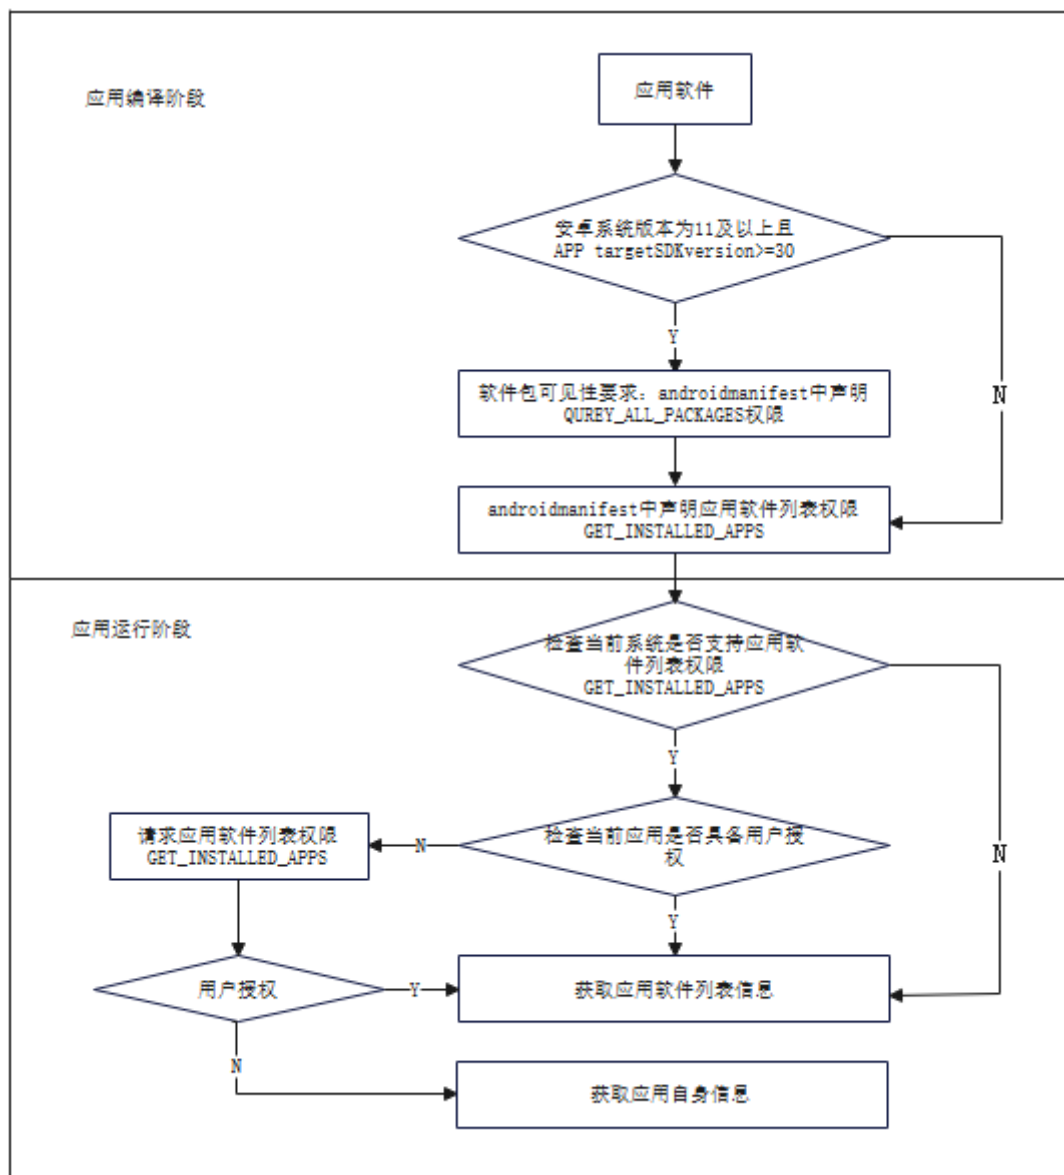 应用编译阶段
应用软件
安卓系统版本为11及以上且
APP targetSDKversion>=30
Y
N
软件包可见性要求：androidmanifest中声明
QUREY_ALL_PACKAGES权限
androidmanifest中声明应用软件列表权限
GET_INSTALLED_APPS
应用运行阶段
检查当前系统是否支持应用软
件列表权限
GET_INSTALLED_APPS
Y
N
请求应用软件列表权限
GET_INSTALLED_APPS
N
检查当前应用是否具备用户授
权
Y
用户授权
Y
获取应用软件列表信息
N
获取应用自身信息